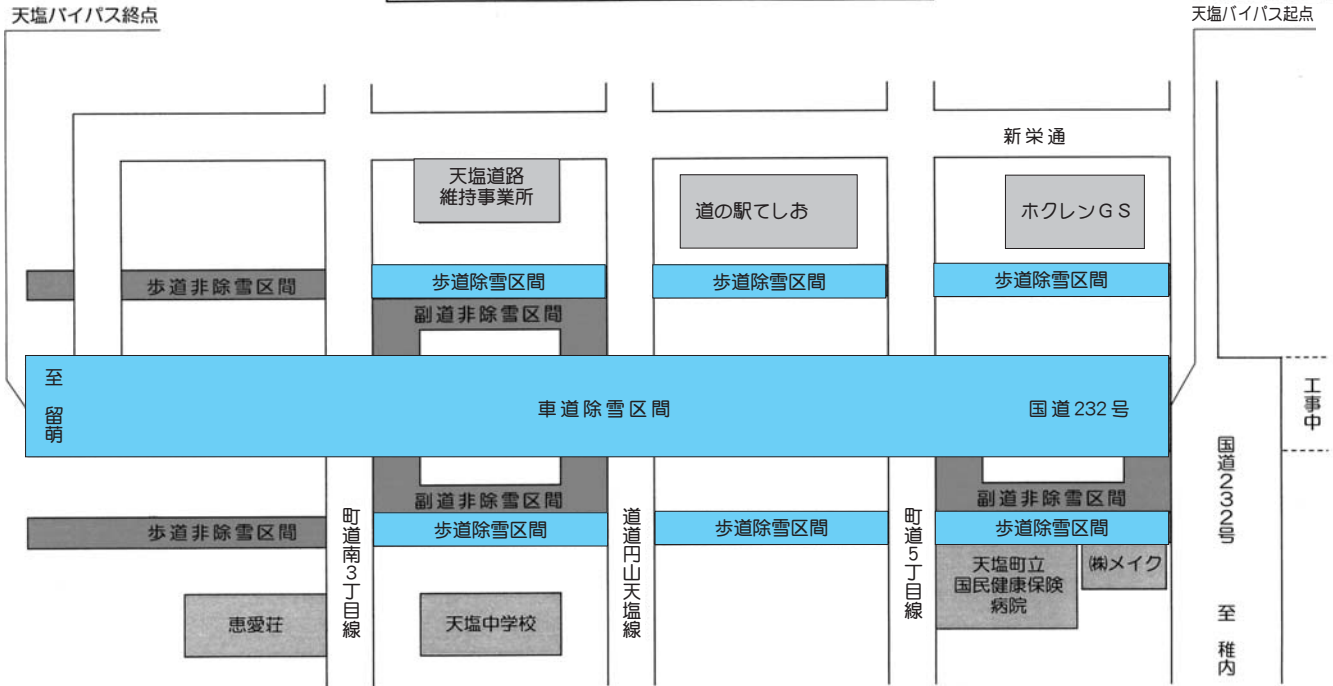 天塩バイパス終点
天塩バイパス起点
新栄通
天塩道路
維持事業所
道の駅てしお
ホクレンGS
歩道非除雪区間
歩道除雪区間
歩道除雪区間
歩道除雪区間
副道非除雪区間
至 留萌
車道除雪区間
国道232号
工事中
副道非除雪区間
副道非除雪区間
歩道非除雪区間
歩道除雪区間
歩道除雪区間
歩道除雪区間
町道南3丁目線
道道円山天塩線
町道5丁目線
国道232号
至 稚内
恵愛荘
天塩中学校
天塩町立
国民健康保険
病院
㈱メイク